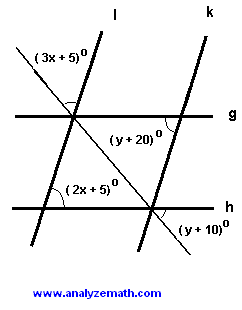 l
k
(3x + 5)⁰
g
(y + 20)⁰
(2x + 5)⁰
h
(y + 10)⁰
www.analyzemath.com